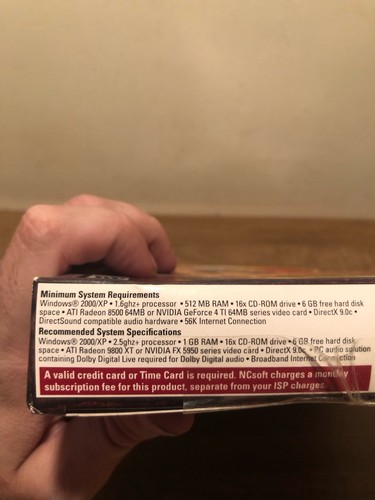 Minimum System Requirements
Windows® 2000/XP • 1.6ghz+ processor • 512 MB RAM • 16x CD-ROM drive • 6 GB free hard disk
space • ATI Radeon 8500 64MB or NVIDIA GeForce 4 TI 64MB series video card • DirectX 9.0c •
DirectSound compatible audio hardware • 56K Internet Connection
Recommended System Specifications
Windows® 2000/XP • 2.5ghz+ processor • 1 GB RAM • 16x CD-ROM drive • 6 GB free hard disk
space • ATI Radeon 9800 XT or NVIDIA FX 5950 series video card • DirectX 9.0c • PC audio solution
containing Dolby Digital Live required for Dolby Digital audio • Broadband Internet Connection
A valid credit card or Time Card is required. NCsoft charges a monthly
subscription fee for this product, separate from your ISP charges.